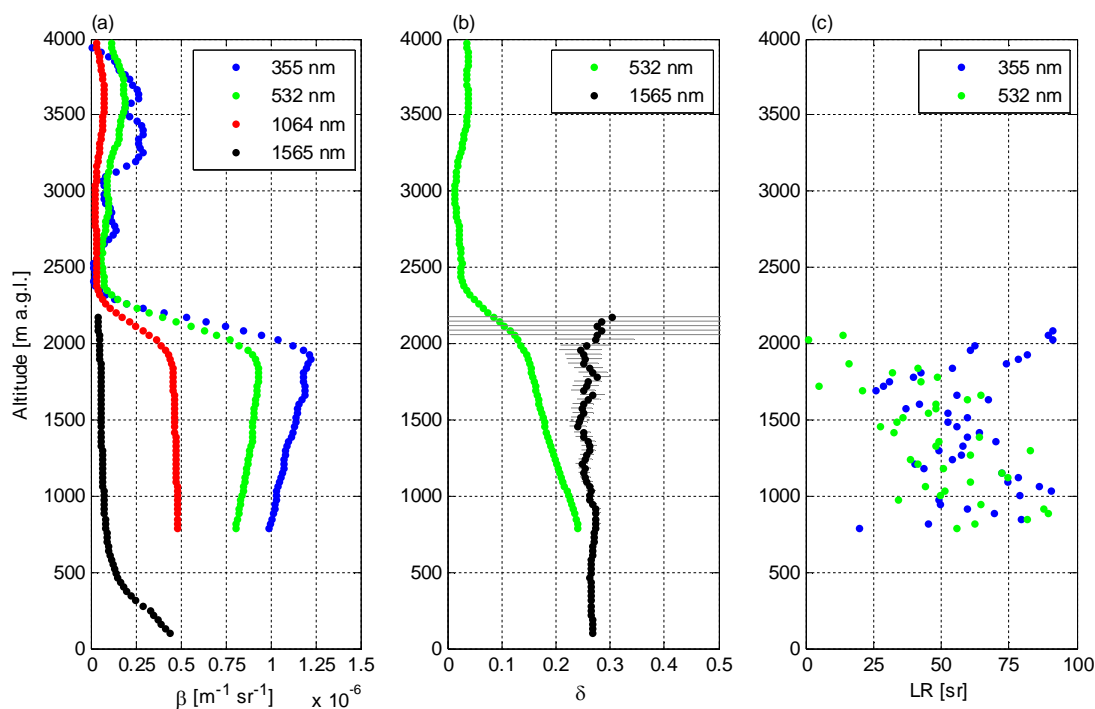 (a)
4000
3500
3000
2500
2000
1500
1000
500
0
Altitude [m a.g.l.]
355 nm
532 nm
1064 nm
1565 nm
0 0.25 0.5 0.75 1 1.25 1.5
β [m⁻¹ sr⁻¹] x 10⁻⁶
(b)
4000
3500
3000
2500
2000
1500
1000
500
0
532 nm
1565 nm
0 0.1 0.2 0.3 0.4 0.5
δ
(c)
4000
3500
3000
2500
2000
1500
1000
500
0
355 nm
532 nm
0 25 50 75 100
LR [sr]